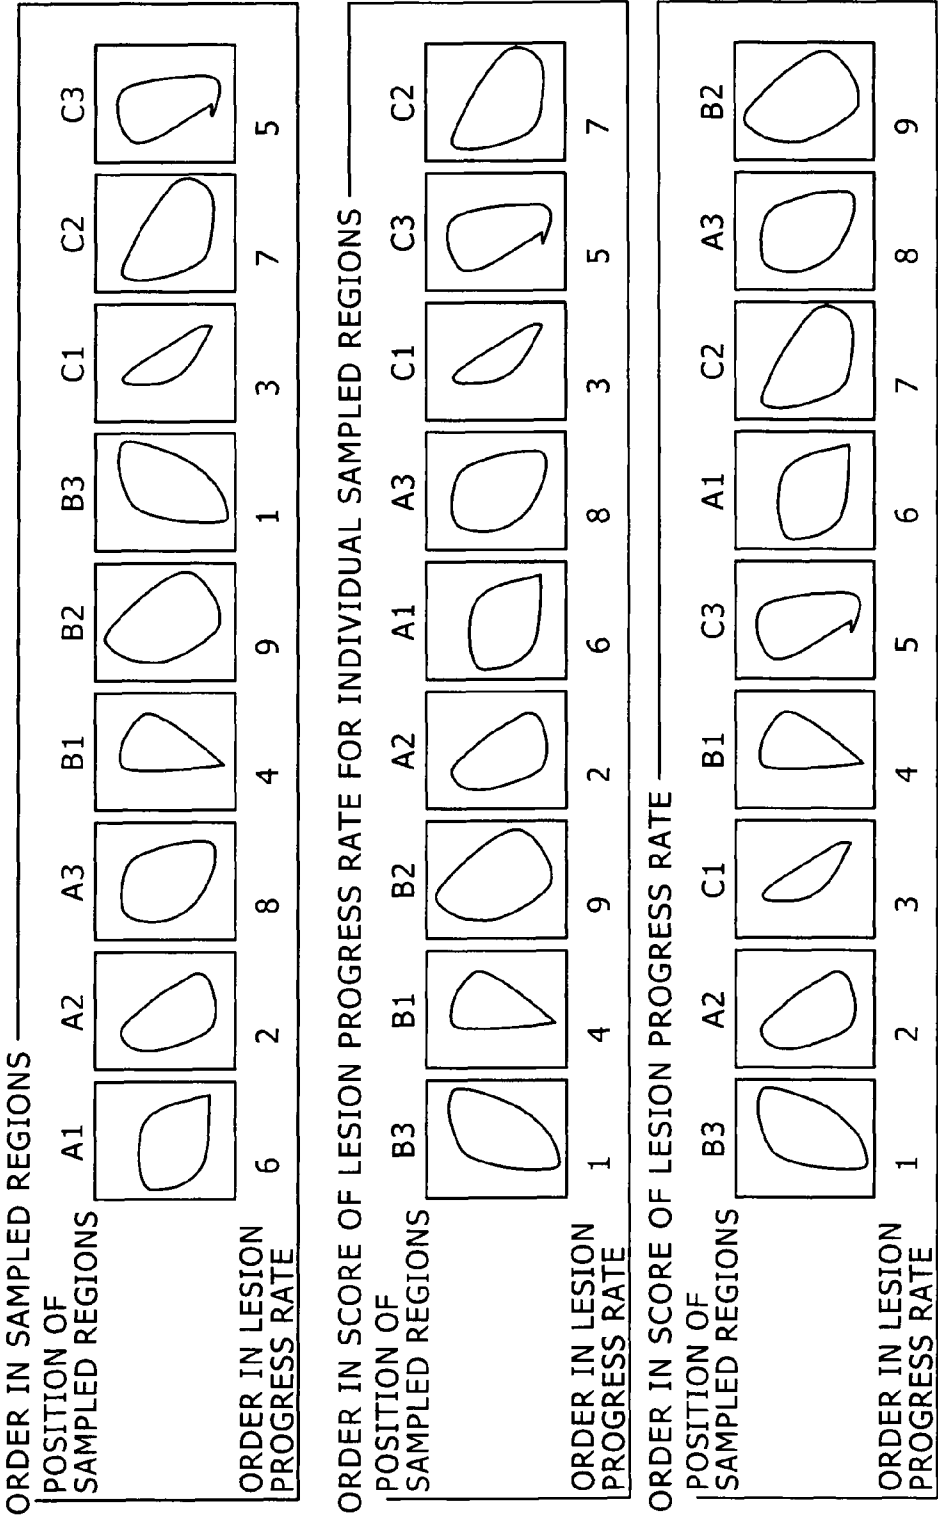 ORDER IN SAMPLED REGIONS
POSITION OF
SAMPLED REGIONS
A1 A2 A3 B1 B2 B3 C1 C2 C3
ORDER IN LESION
PROGRESS RATE
6 2 8 4 9 1 3 7 5
ORDER IN SCORE OF LESION PROGRESS RATE FOR INDIVIDUAL SAMPLED REGIONS
POSITION OF
SAMPLED REGIONS
B3 B1 B2 A2 A1 A3 C1 C3 C2
ORDER IN LESION
PROGRESS RATE
1 4 9 2 6 8 3 5 7
ORDER IN SCORE OF LESION PROGRESS RATE
POSITION OF
SAMPLED REGIONS
B3 A2 C1 B1 C3 A1 C2 A3 B2
ORDER IN LESION
PROGRESS RATE
1 2 3 4 5 6 7 8 9